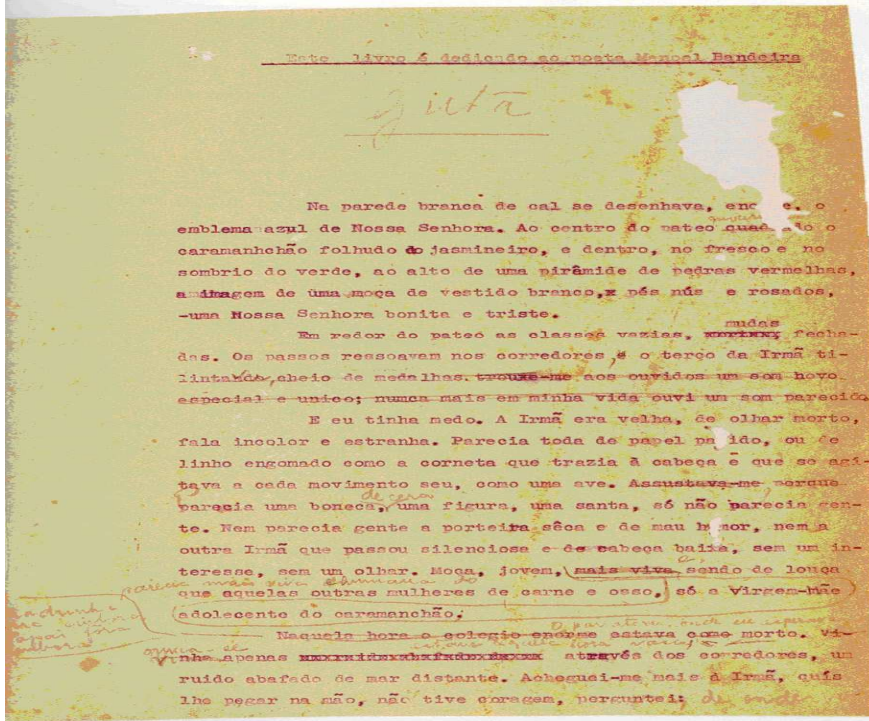 Este livro é dedicado ao poeta Manoel Bandeira
Na parede branca de cal se desenhava, o
emblema azul de Nossa Senhora. Ao centro do pateo o
caramanhchão folhudo do jasmineiro, e dentro, no fresco e no
sombrio do verde, ao alto de uma pirâmide de pedras vermelhas,
a imagem de uma moça de vestido branco, pés nús e rosados,
-uma Nossa Senhora bonita e triste.
mudas
Em redor do pateo as classes vazias, fecha-
das. Os passos ressoavam nos corredores, e o terço da Irmã ti-
lintando, cheio de medalhas. trouxe-me aos ouvidos um som novo
especial e unico; nunca mais em minha vida ouvi um som parecido
E eu tinha medo. A Irmã era velha, de olhar morto,
fala incolor e estranha. Parecia toda de papel ou de
linho engomado como a corneta que trazia à cabeça e que se agi-
tava a cada movimento seu, como uma ave. Assustava-me porque
de cera
parecia uma boneca, uma figura, uma santa, só não parecia gen-
te. Nem parecia gente a porteira sêca e de mau nem a
outra Irmã que passou silenciosa e de cabeça baixa, sem um in-
teresse, sem um olhar. Moça, jovem, mais viva sendo de louça
parecia mais viva do
que aquelas outras mulheres de carne e osso, só a Virgem-Mãe
adolecente do caramanchão.
Naquela hora o colegio enorme estava como morto. Vi-
nha apenas através dos corredores, um
ruido abafado de mar distante. Acheguei-me mais à Irmã, quis
lhe pegar na mão, não tive coragem, perguntei: de onde